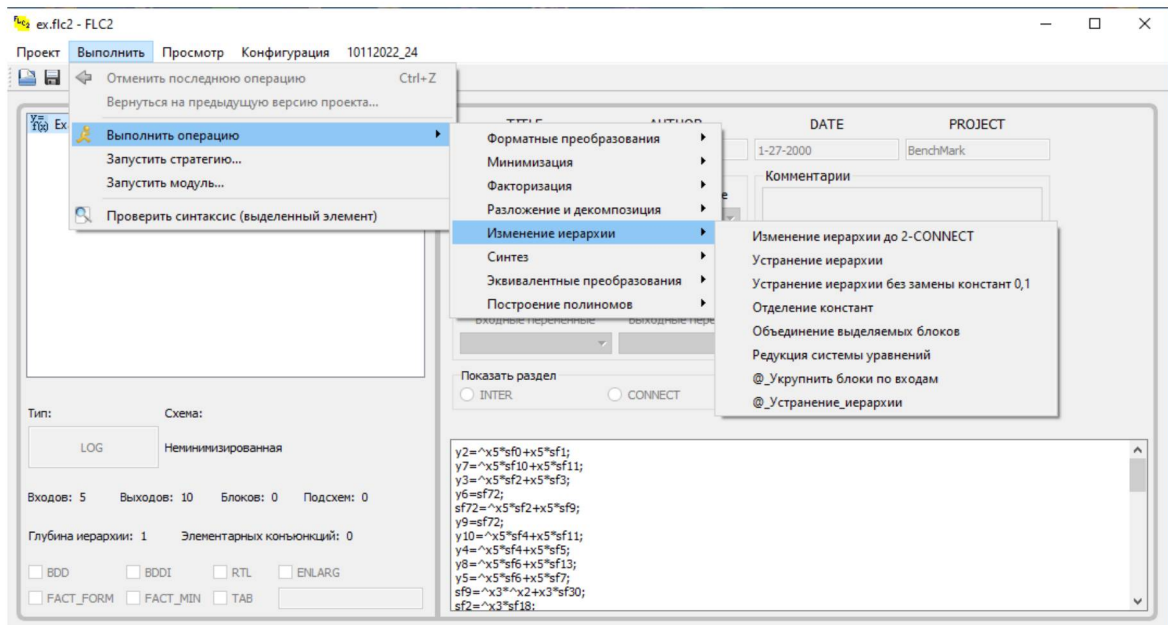 ex.flc2 - FLC2
Проект Выполнить Просмотр Конфигурация 10112022_24
Отменить последнюю операцию Ctrl+Z
Вернуться на предыдущую версию проекта...
Выполнить операцию
Запустить стратегию...
Запустить модуль...
Проверить синтаксис (выделенный элемент)
Ex
Форматные преобразования
Минимизация
Факторизация
Разложение и декомпозиция
Изменение иерархии
Синтез
Эквивалентные преобразования
Построение полиномов
TITLE AUTHOR DATE PROJECT
1-27-2000 BenchMark
Комментарии
Изменение иерархии до 2-CONNECT
Устранение иерархии
Устранение иерархии без замены констант 0,1
Отделение констант
Объединение выделяемых блоков
Редукция системы уравнений
@_Укрупнить блоки по входам
@_Устранение_иерархии
Входные переменные Выходные пере
Показать раздел
INTER CONNECT
Тип: Схема:
LOG Неминимизированная
Входов: 5 Выходов: 10 Блоков: 0 Подсхем: 0
Глубина иерархии: 1 Элементарных конъюнкций: 0
BDD BDDI RTL ENLARG
FACT_FORM FACT_MIN TAB
y2=^x5*sf0+x5*sf1;
y7=^x5*sf10+x5*sf11;
y3=^x5*sf2+x5*sf3;
y6=sf72;
sf72=^x5*sf2+x5*sf9;
y9=sf72;
y10=^x5*sf4+x5*sf11;
y4=^x5*sf4+x5*sf5;
y8=^x5*sf6+x5*sf13;
y5=^x5*sf6+x5*sf7;
sf9=^x3*^x2+x3*sf30;
sf2=^x3*sf18;